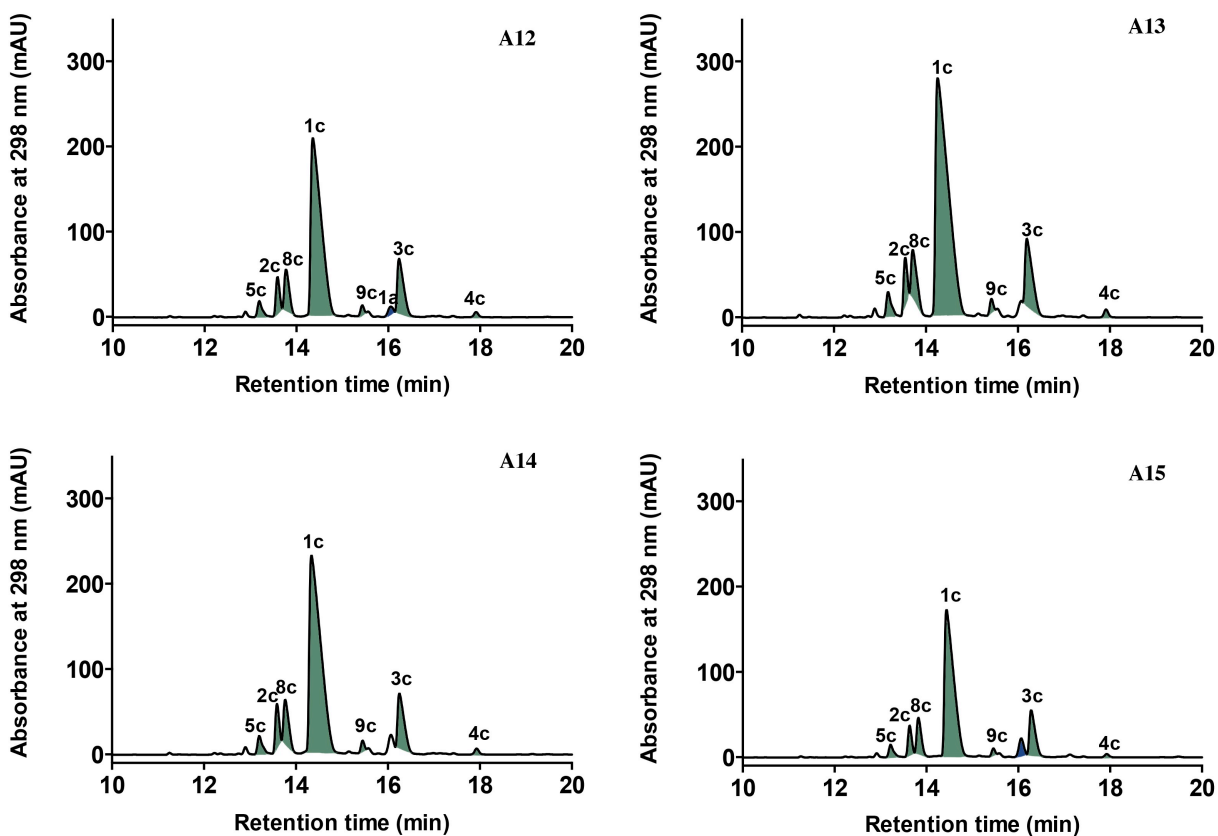 A12
Absorbance at 298 nm (mAU)
300
200
100
0
1c
2c
8c
5c
9c
1a
3c
4c
10 12 14 16 18 20
Retention time (min)
A13
Absorbance at 298 nm (mAU)
300
200
100
0
1c
2c
8c
5c
9c
3c
4c
10 12 14 16 18 20
Retention time (min)
A14
Absorbance at 298 nm (mAU)
300
200
100
0
1c
2c
8c
5c
9c
3c
4c
10 12 14 16 18 20
Retention time (min)
A15
Absorbance at 298 nm (mAU)
300
200
100
0
1c
2c
8c
5c
9c
3c
4c
10 12 14 16 18 20
Retention time (min)